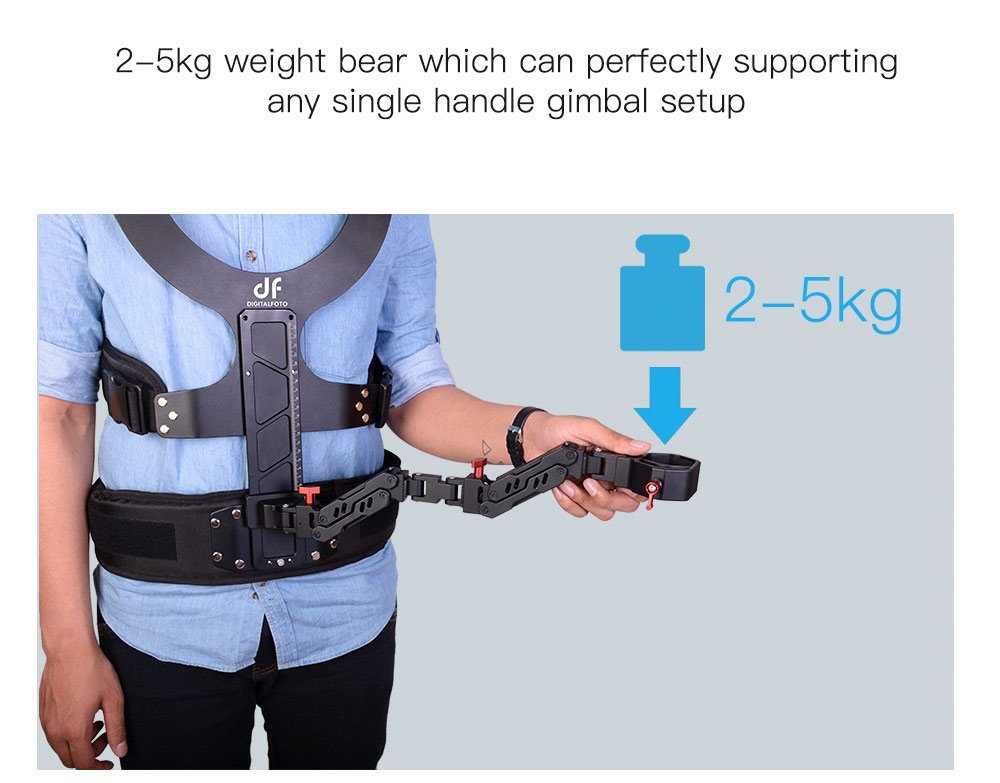 2-5kg weight bear which can perfectly supporting
any single handle gimbal setup
df
DIGITALFOTO
2-5kg